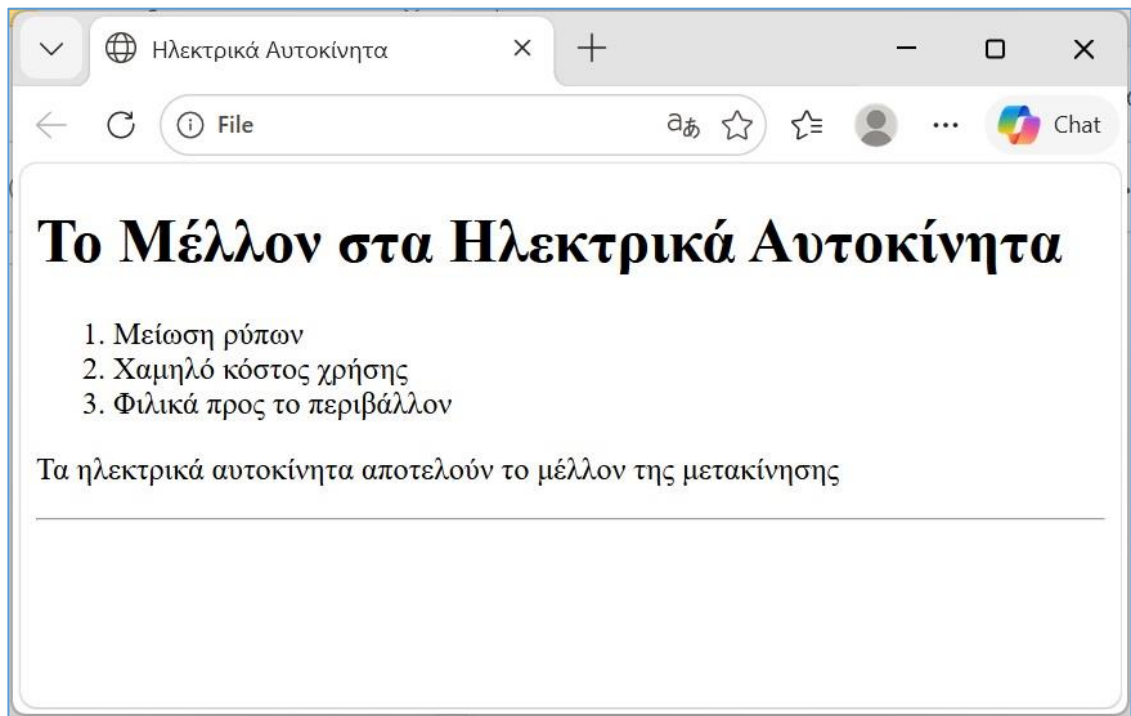 Ηλεκτρικά Αυτοκίνητα
File
Chat
Το Μέλλον στα Ηλεκτρικά Αυτοκίνητα
1. Μείωση ρύπων
2. Χαμηλό κόστος χρήσης
3. Φιλικά προς το περιβάλλον
Τα ηλεκτρικά αυτοκίνητα αποτελούν το μέλλον της μετακίνησης